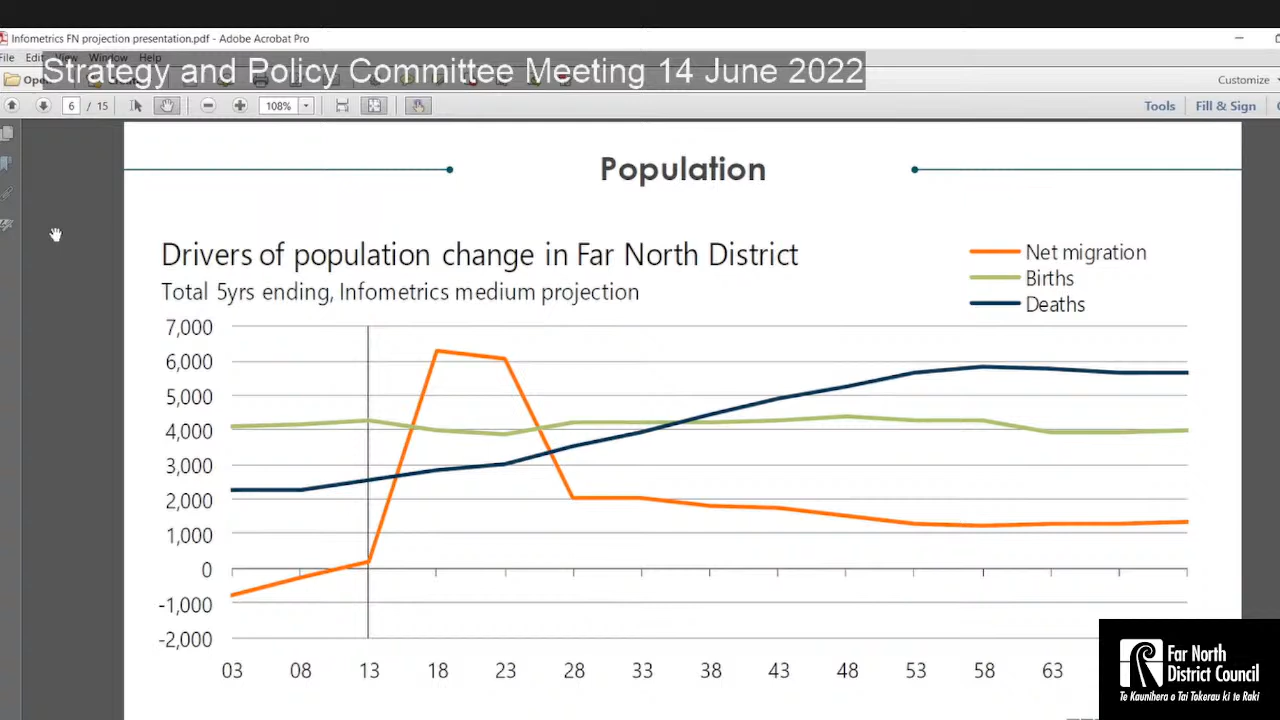 Infometrics FN projection presentation.pdf - Adobe Acrobat Pro
File Edit View Window Help
Strategy and Policy Committee Meeting 14 June 2022
Customize
6 / 15
108%
Tools
Fill & Sign
Population
Drivers of population change in Far North District
Total 5yrs ending, Infometrics medium projection
Net migration
Births
Deaths
7,000
6,000
5,000
4,000
3,000
2,000
1,000
0
-1,000
-2,000
03 08 13 18 23 28 33 38 43 48 53 58 63
Far North
District Council
Te Kaunihera o Tai Tokerau ki te Raki